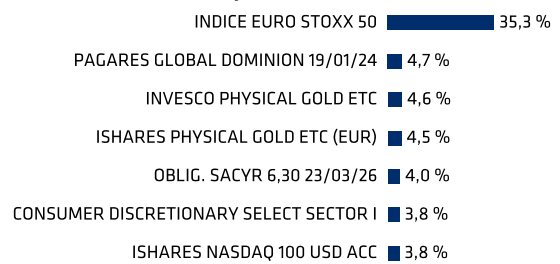 INDICE EURO STOXX 50 35,3 %
PAGARES GLOBAL DOMINION 19/01/24 4,7 %
INVESCO PHYSICAL GOLD ETC 4,6 %
ISHARES PHYSICAL GOLD ETC (EUR) 4,5 %
OBLIG. SACYR 6,30 23/03/26 4,0 %
CONSUMER DISCRETIONARY SELECT SECTOR I 3,8 %
ISHARES NASDAQ 100 USD ACC 3,8 %